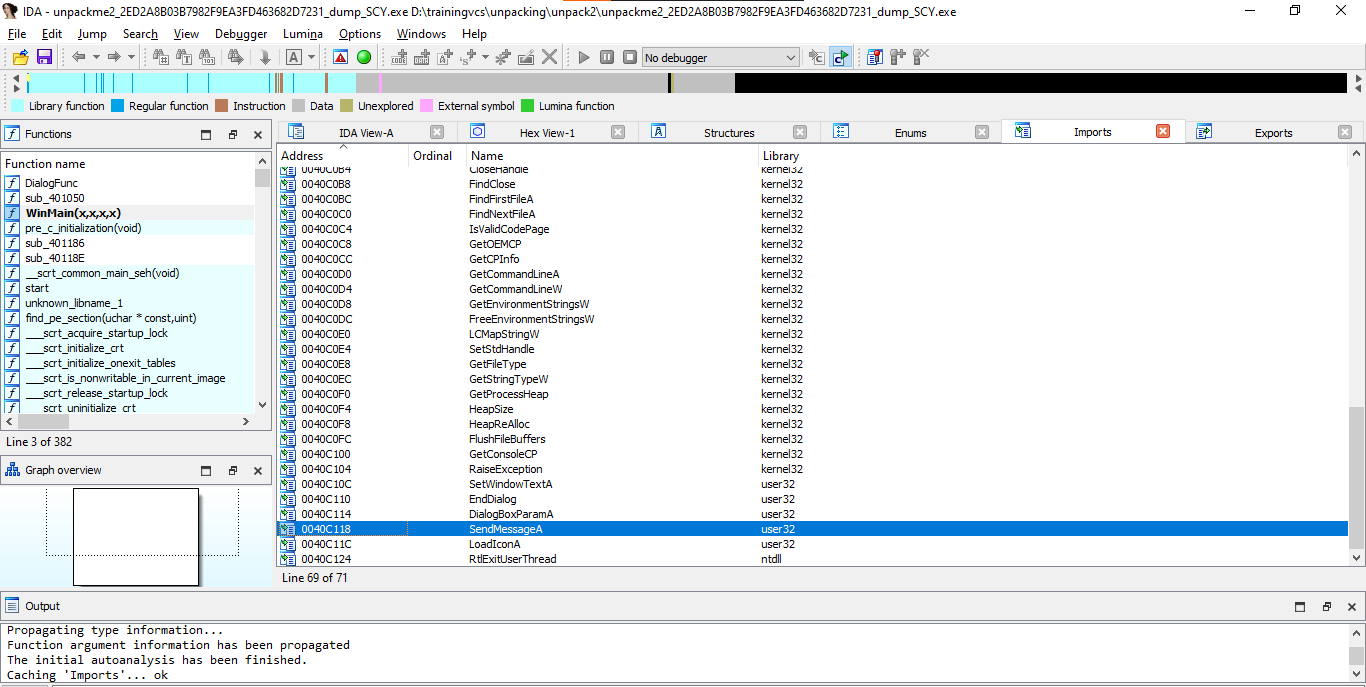 IDA - unpackme2_2ED2A8B03B7982F9EA3FD463682D7231_dump_SCY.exe D:\trainingvcs\unpacking\unpack2\unpackme2_2ED2A8B03B7982F9EA3FD463682D7231_dump_SCY.exe
File Edit Jump Search View Debugger Lumina Options Windows Help
No debugger
Library function Regular function Instruction Data Unexplored External symbol Lumina function
Functions
IDA View-A Hex View-1 Structures Enums Imports Exports
Function name
DialogFunc
sub_401050
WinMain(x,x,x,x)
pre_c_initialization(void)
sub_401186
sub_40118E
__scrt_common_main_seh(void)
start
unknown_libname_1
find_pe_section(uchar * const,uint)
___scrt_acquire_startup_lock
___scrt_initialize_crt
___scrt_initialize_onexit_tables
___scrt_is_nonwritable_in_current_image
___scrt_release_startup_lock
___scrt_uninitialize_crt
Line 3 of 382
Graph overview
Address Ordinal Name Library
0040C0B4 CloseHandle kernel32
0040C0B8 FindClose kernel32
0040C0BC FindFirstFileA kernel32
0040C0C0 FindNextFileA kernel32
0040C0C4 IsValidCodePage kernel32
0040C0C8 GetOEMCP kernel32
0040C0CC GetCPInfo kernel32
0040C0D0 GetCommandLineA kernel32
0040C0D4 GetCommandLineW kernel32
0040C0D8 GetEnvironmentStringsW kernel32
0040C0DC FreeEnvironmentStringsW kernel32
0040C0E0 LCMapStringW kernel32
0040C0E4 SetStdHandle kernel32
0040C0E8 GetFileType kernel32
0040C0EC GetStringTypeW kernel32
0040C0F0 GetProcessHeap kernel32
0040C0F4 HeapSize kernel32
0040C0F8 HeapReAlloc kernel32
0040C0FC FlushFileBuffers kernel32
0040C100 GetConsoleCP kernel32
0040C104 RaiseException kernel32
0040C10C SetWindowTextA user32
0040C110 EndDialog user32
0040C114 DialogBoxParamA user32
0040C118 SendMessageA user32
0040C11C LoadIconA user32
0040C124 RtlExitUserThread ntdll
Line 69 of 71
Output
Propagating type information...
Function argument information has been propagated
The initial autoanalysis has been finished.
Caching 'Imports'... ok